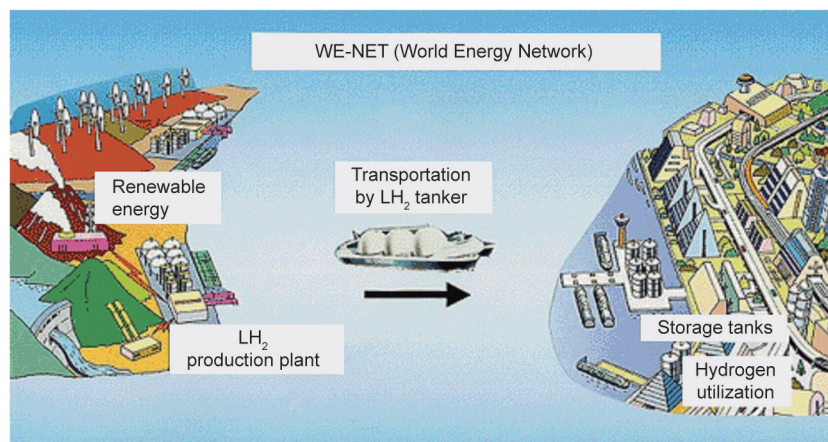 WE-NET (World Energy Network)
Renewable
energy
Transportation
by LH₂ tanker
LH₂
production plant
Storage tanks
Hydrogen
utilization